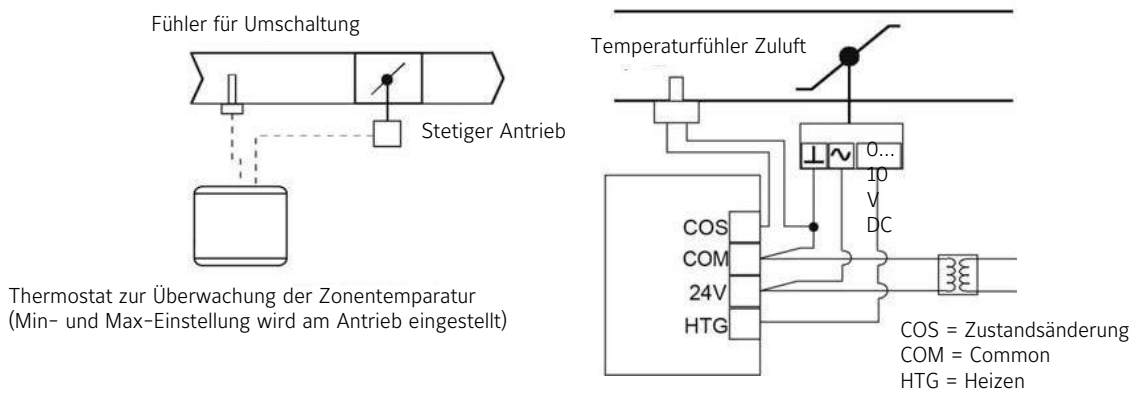 Fühler für Umschaltung
Stetiger Antrieb
Thermostat zur Überwachung der Zonentemparatur
(Min- und Max-Einstellung wird am Antrieb eingestellt)
Temperaturfühler Zuluft
0...
10
V
DC
COS
COM
24V
HTG
COS = Zustandsänderung
COM = Common
HTG = Heizen